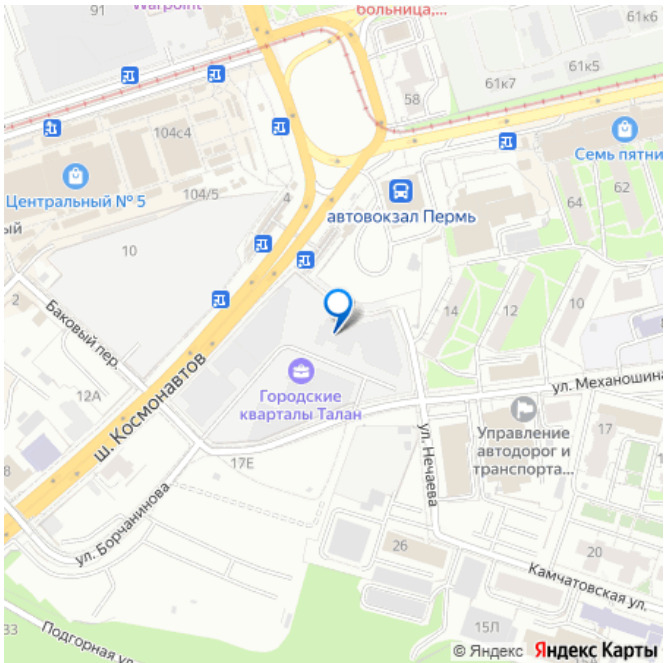 91
Warpoint
больница,...
61к6
61к5
61к7
58
104с4
Центральный № 5
104/5
4
Семь пятни
62
64
автовокзал Пермь
ный
10
2
Баковый пер.
14
12
10
12А
ш. Космонавтов
Городские
кварталы Талан
ул. Механошина
ул. Нечаева
Управление
автодорог и
транспорта...
17
17Е
8
ул. Борчанинова
26
20
Камчатовская ул.
33
Подгорная ул
15Л
© Яндекс Яндекс Карты